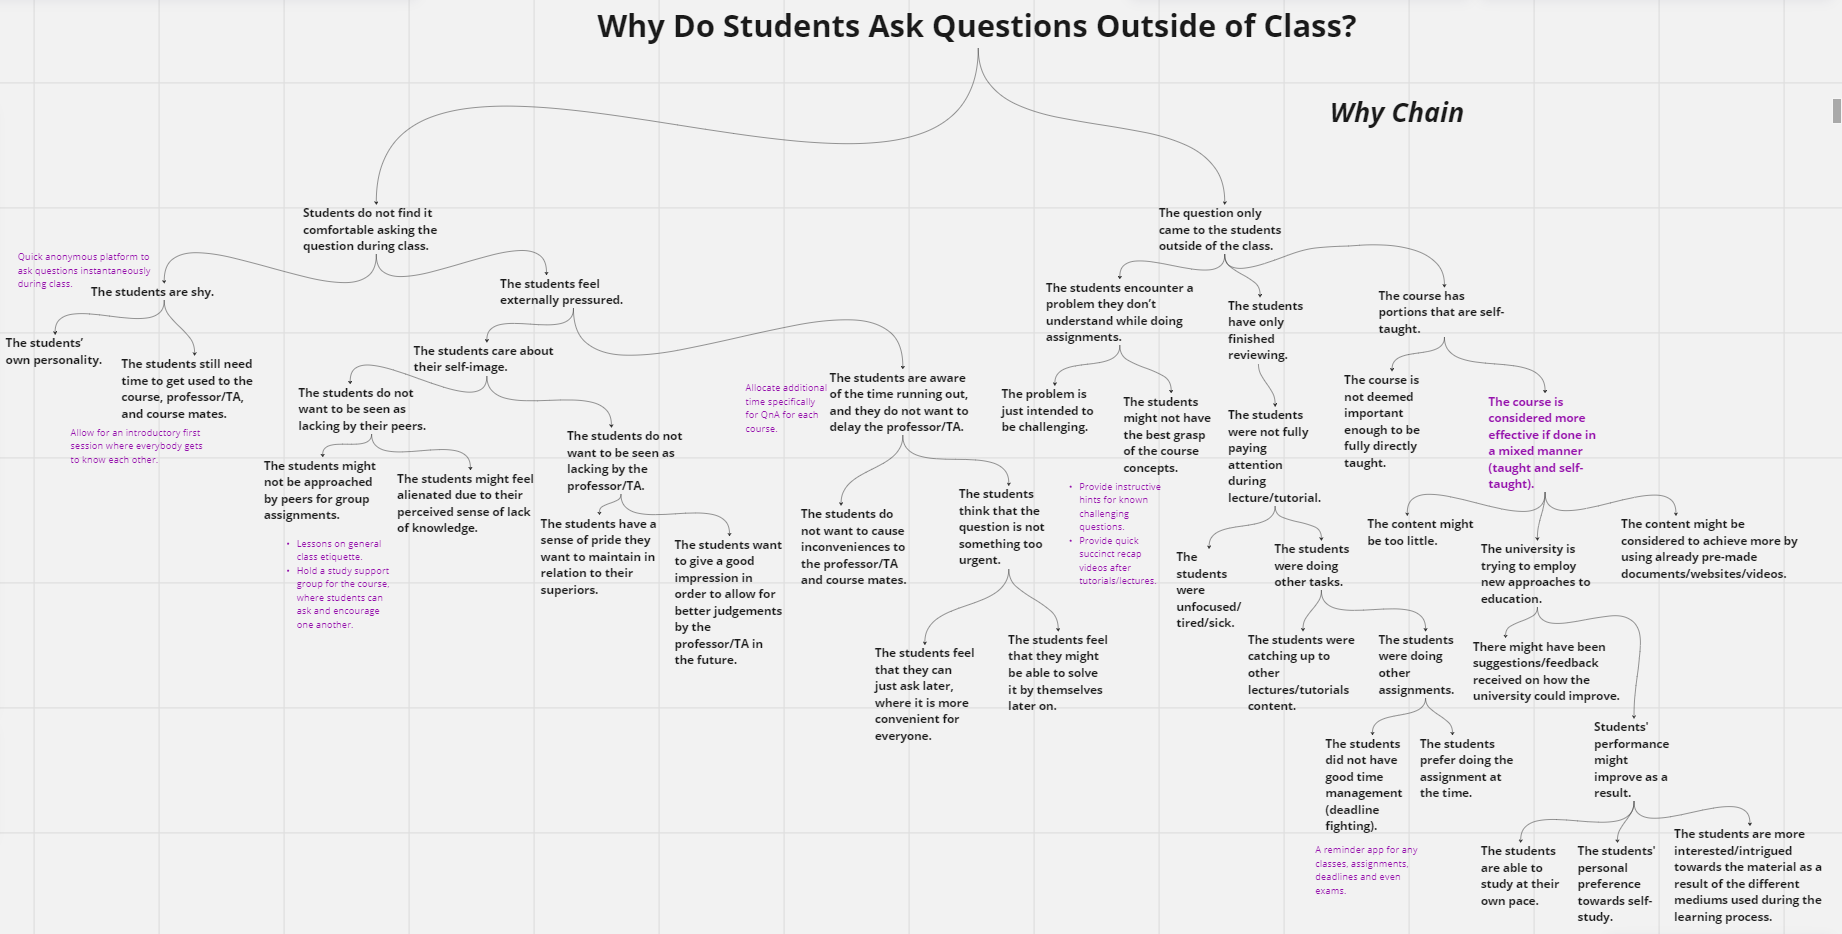 Why Do Students Ask Questions Outside of Class?
Why Chain
Students do not find it
comfortable asking the
question during class.
The question only
came to the students
outside of the class.
Quick anonymous platform to
ask questions instantaneously
during class.
The students are shy.
The students feel
externally pressured.
The students encounter a
problem they don’t
understand while doing
assignments.
The students
have only
finished
reviewing.
The course has
portions that are self-
taught.
The students’
own personality.
The students still need
time to get used to the
course, professor/TA,
and course mates.
Allow for an introductory first
session where everybody gets
to know each other.
The students care about
their self-image.
The students do not
want to be seen as
lacking by their peers.
The students might
not be approached
by peers for group
assignments.
The students might feel
alienated due to their
perceived sense of lack
of knowledge.
• Lessons on general
class etiquette.
• Hold a study support
group for the course,
where students can
ask and encourage
one another.
The students do not
want to be seen as
lacking by the
professor/TA.
The students have a
sense of pride they
want to maintain in
relation to their
superiors.
The students want
to give a good
impression in
order to allow for
better judgements
by the
professor/TA in
the future.
Allocate additional
time specifically
for QnA for each
course.
The students are aware
of the time running out,
and they do not want to
delay the professor/TA.
The students do
not want to cause
inconveniences to
the professor/TA
and course mates.
The students
think that the
question is not
something too
urgent.
The students feel
that they can
just ask later,
where it is more
convenient for
everyone.
The students feel
that they might
be able to solve
it by themselves
later on.
The problem is
just intended to
be challenging.
The students
might not have
the best grasp
of the course
concepts.
• Provide instructive
hints for known
challenging
questions.
• Provide quick
succinct recap
videos after
tutorials/lectures.
The students
were not fully
paying
attention
during
lecture/tutorial.
The
students
were
unfocused/
tired/sick.
The students
were doing
other tasks.
The students were
catching up to
other
lectures/tutorials
content.
The students
were doing
other
assignments.
The students
did not have
good time
management
(deadline
fighting).
The students
prefer doing the
assignment at
the time.
A reminder app for any
classes, assignments,
deadlines and even
exams.
The course is
not deemed
important
enough to be
fully directly
taught.
The course is
considered more
effective if done in
a mixed manner
(taught and self-
taught).
The content might
be too little.
The university is
trying to employ
new approaches to
education.
The content might be
considered to achieve more by
using already pre-made
documents/websites/videos.
There might have been
suggestions/feedback
received on how the
university could improve.
Students'
performance
might
improve as a
result.
The students
are able to
study at their
own pace.
The students'
personal
preference
towards self-
study.
The students are more
interested/intrigued
towards the material as a
result of the different
mediums used during the
learning process.